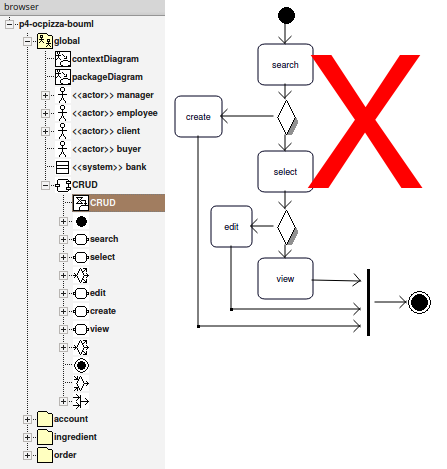 browser
p4-ocpizza-bouml
global
contextDiagram
packageDiagram
<<actor>> manager
<<actor>> employee
<<actor>> client
<<actor>> buyer
<<system>> bank
CRUD
CRUD
search
select
edit
create
view
account
ingredient
order
search
create
select
edit
view